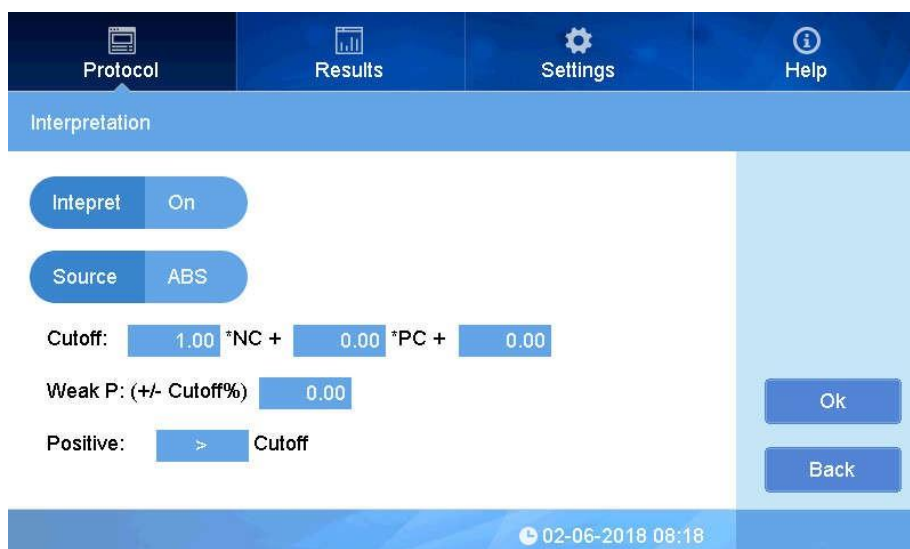 Protocol Results Settings Help
Interpretation
Intepret On
Source ABS
Cutoff: 1.00 *NC + 0.00 *PC + 0.00
Weak P: (+/- Cutoff%) 0.00
Ok
Positive: > Cutoff
Back
02-06-2018 08:18